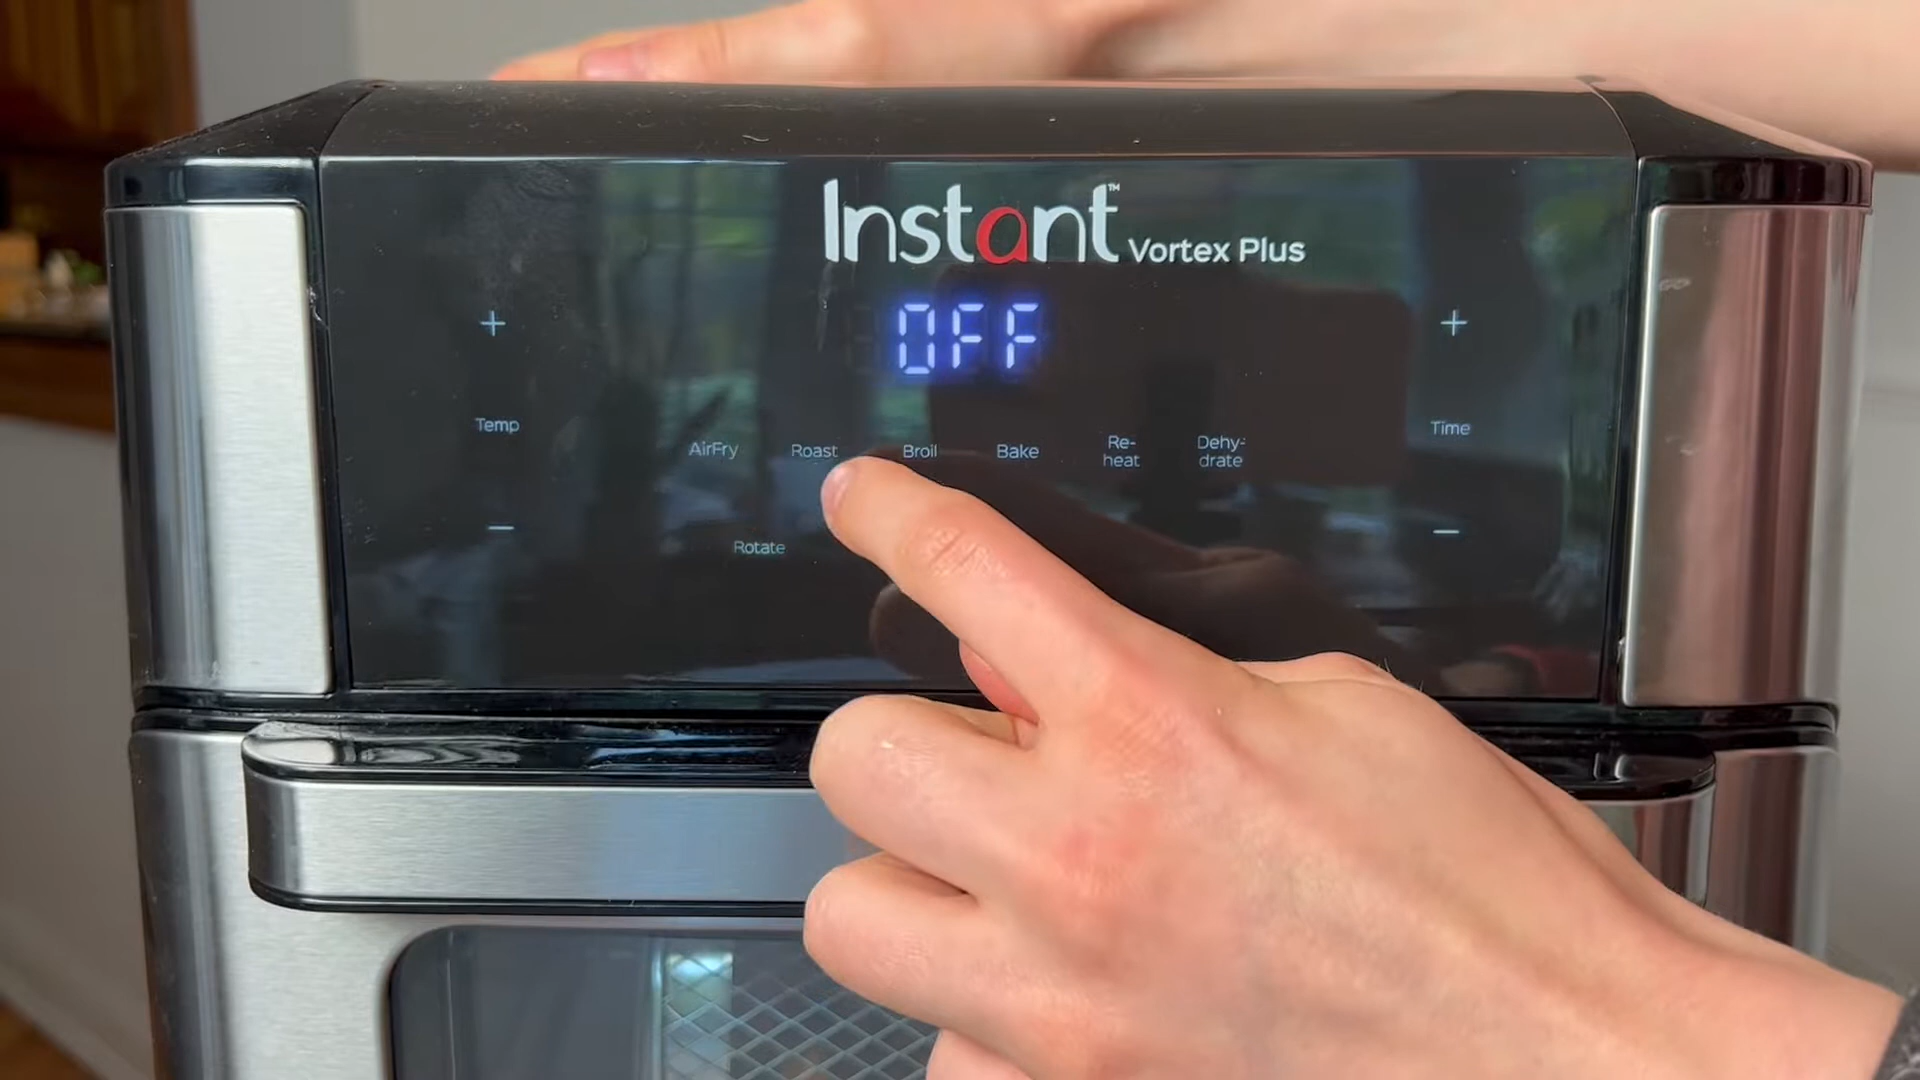 Instant™ Vortex Plus
+
OFF
+
Temp
Time
AirFry
Roast
Broil
Bake
Re-
heat
Dehy-
drate
−
−
Rotate